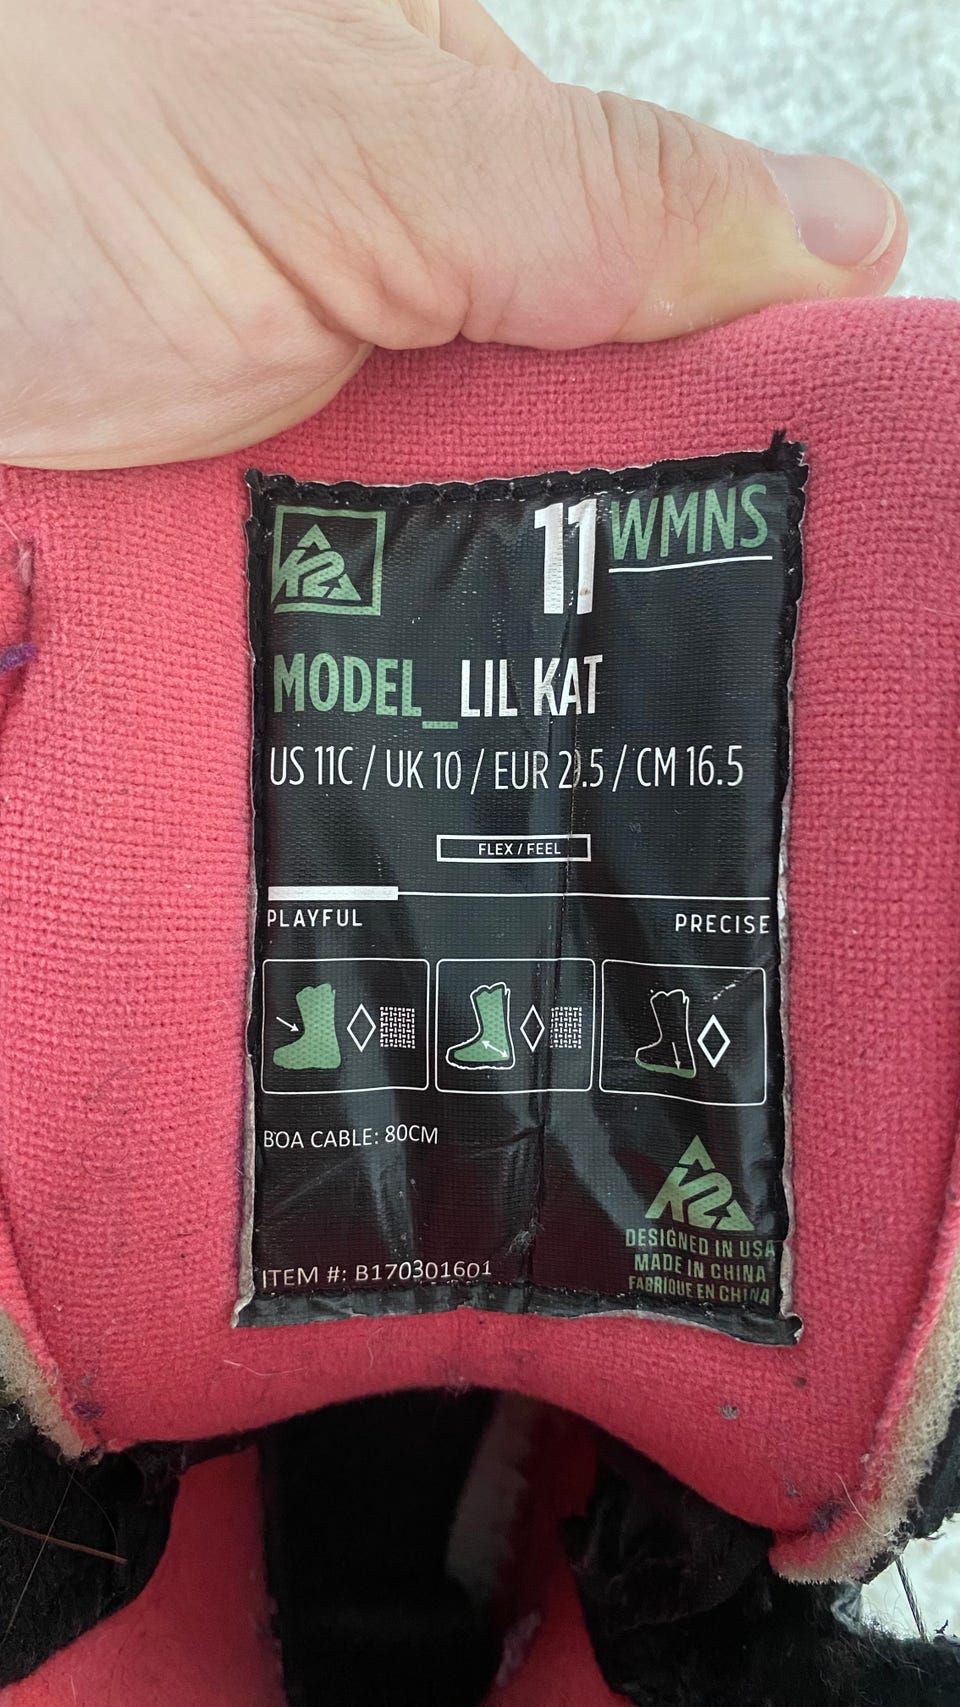 K2
11 WMNS
MODEL_LIL KAT
US 11C / UK 10 / EUR / CM 16.5
FLEX / FEEL
PLAYFUL PRECISE
BOA CABLE: 80CM
K2
DESIGNED IN USA
MADE IN CHINA
FABRIQUE EN CHINA
ITEM #: B170301601